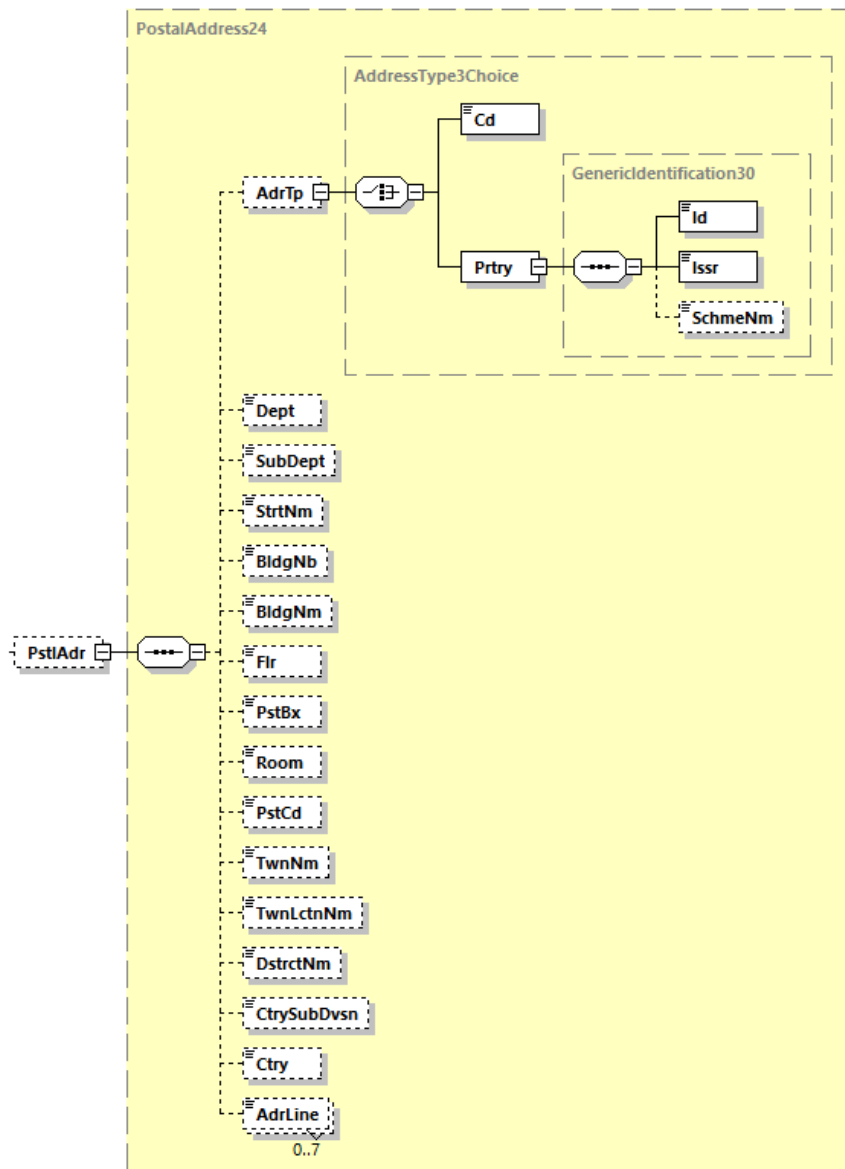 PostalAddress24
AddressType3Choice
Cd
GenericIdentification30
AdrTp
Id
Prtry
Issr
SchmeNm
Dept
SubDept
StrtNm
BldgNb
BldgNm
PstlAdr
Flr
PstBx
Room
PstCd
TwnNm
TwnLctnNm
DstrctNm
CtrySubDvsn
Ctry
AdrLine
0..7